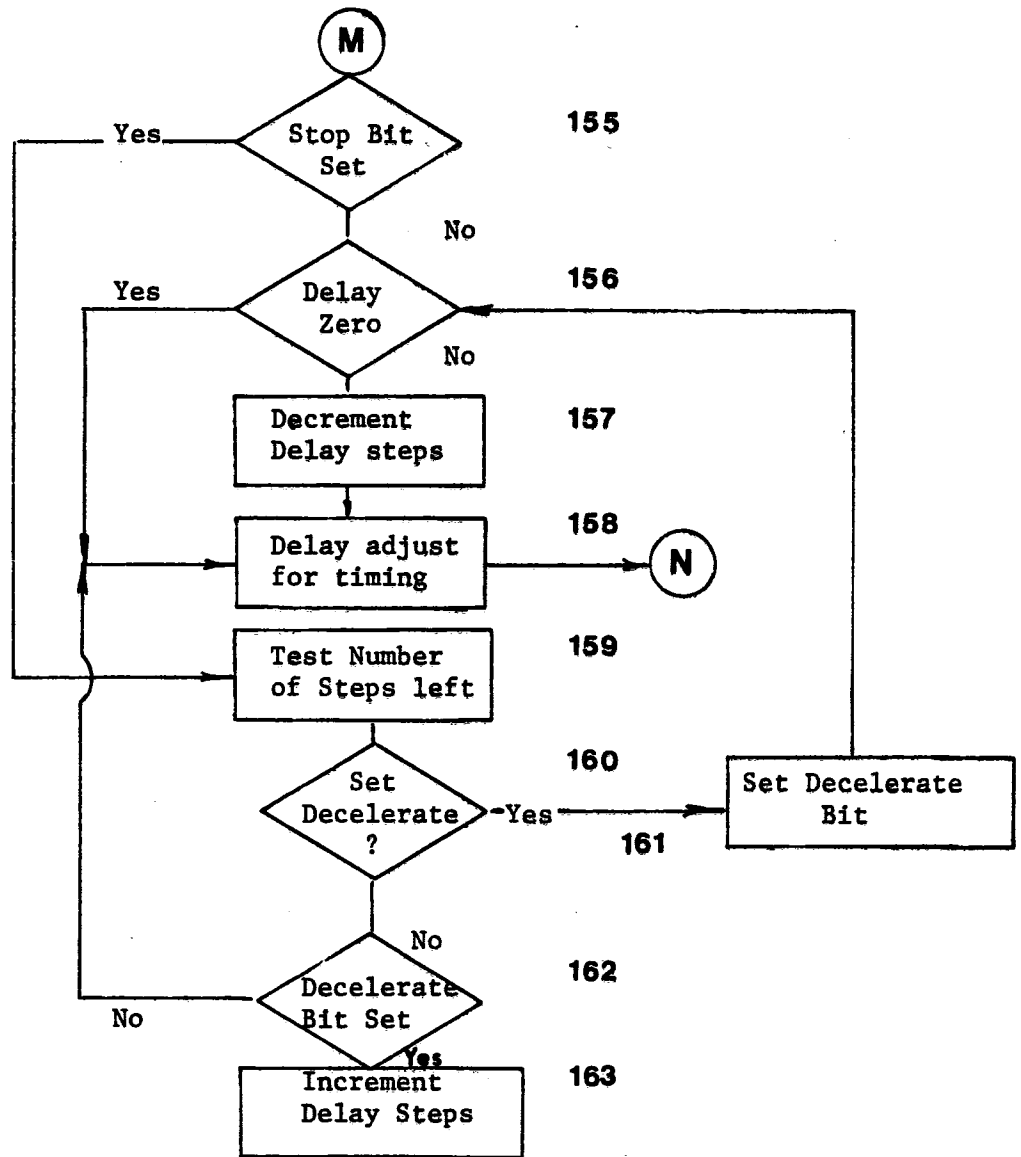 M
Yes
Stop Bit
Set
155
No
Yes
Delay
Zero
156
No
Decrement
Delay steps
157
Delay adjust
for timing
158
N
Test Number
of Steps left
159
Set
Decelerate
?
160
Yes
161
Set Decelerate
Bit
No
Decelerate
Bit Set
162
No
Yes
Increment
Delay Steps
163